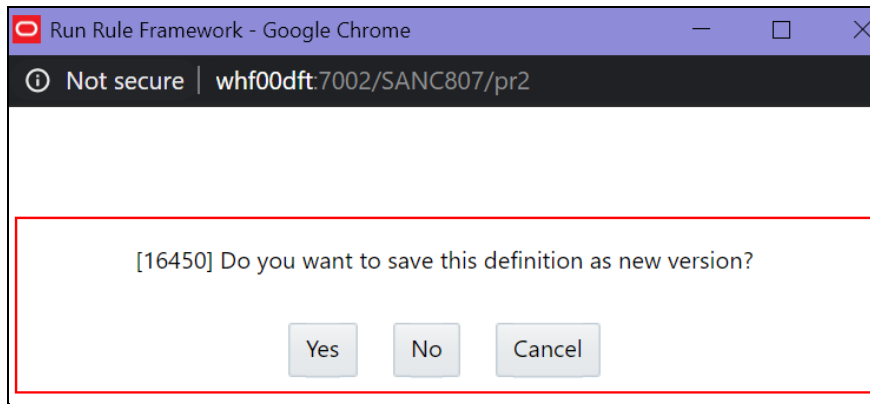 Run Rule Framework - Google Chrome
Not secure | whf00dft:7002/SANC807/pr2
[16450] Do you want to save this definition as new version?
Yes No Cancel